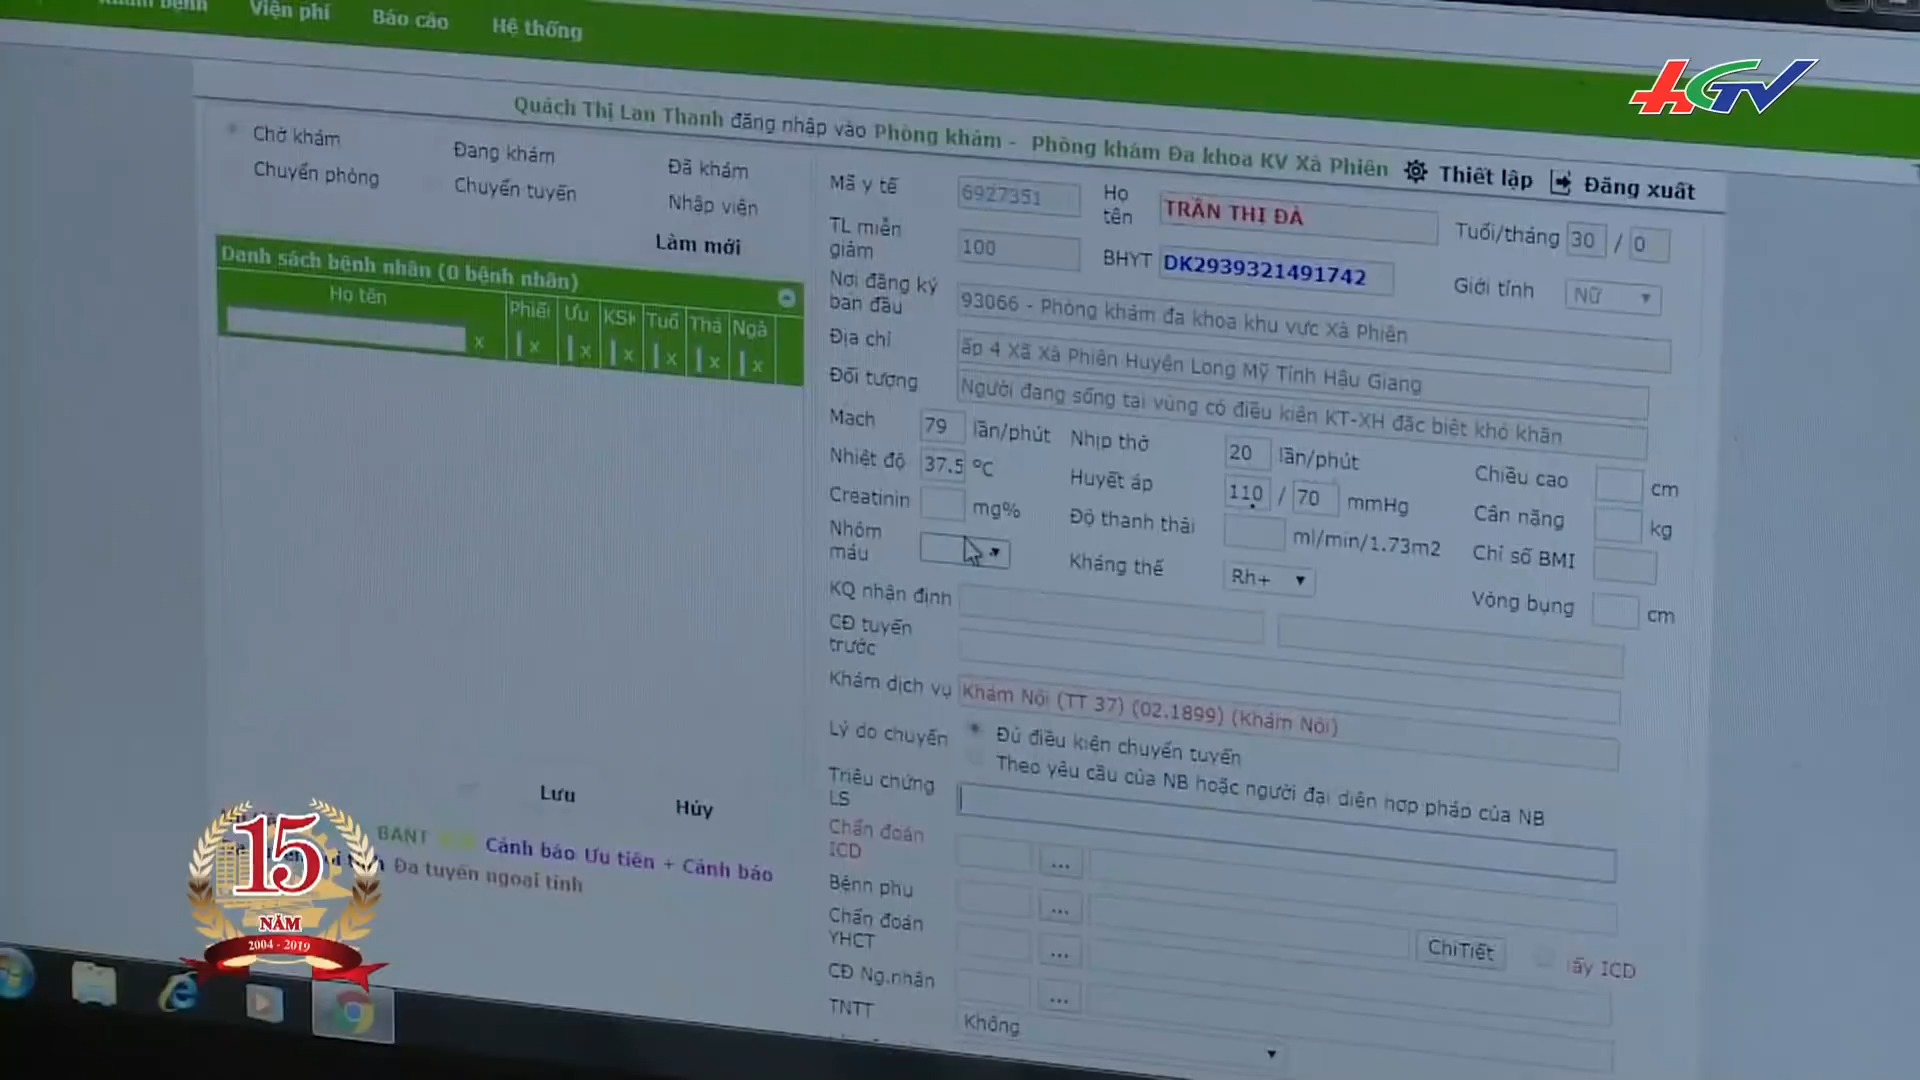 Khám bệnh Viện phí Báo cáo Hệ thống
HGV
Quách Thị Lan Thanh đăng nhập vào Phòng khám - Phòng khám Đa khoa KV Xà Phiên Thiết lập Đăng xuất
Chờ khám Đang khám Đã khám
Chuyển phòng Chuyển tuyến Nhập viện
Làm mới
Danh sách bệnh nhân (0 bệnh nhân)
Họ tên Phiếi Ưu KSK Tuổ Thá Ngà
x x x x x x
Mã y tế 6927351 Họ tên TRẦN THỊ ĐÀ Tuổi/tháng 30 / 0
TL miễn giảm 100 BHYT DK2939321491742 Giới tính Nữ
Nơi đăng ký ban đầu 93066 - Phòng khám đa khoa khu vực Xà Phiên
Địa chỉ ấp 4 Xã Xà Phiên Huyện Long Mỹ Tỉnh Hậu Giang
Đối tượng Người đang sống tại vùng có điều kiện KT-XH đặc biệt khó khăn
Mạch 79 lần/phút Nhịp thở 20 lần/phút Chiều cao cm
Nhiệt độ 37.5 ºC Huyết áp 110 / 70 mmHg Cân nặng kg
Creatinin mg% Độ thanh thải ml/min/1.73m2 Chỉ số BMI
Nhóm máu Kháng thể Rh+ Vòng bụng cm
KQ nhận định
CĐ tuyến trước
Khám dịch vụ Khám Nội (TT 37) (02.1899) (Khám Nội)
Lý do chuyển Đủ điều kiện chuyển tuyến
Theo yêu cầu của NB hoặc người đại diện hợp pháp của NB
Triệu chứng LS
Chẩn đoán ICD ...
Bệnh phụ ...
Chẩn đoán YHCT ... ChiTiết lấy ICD
CĐ Ng.nhân ...
TNTT Không
Lưu Hủy
BANT Cảnh báo Ưu tiên + Cảnh báo
Đa tuyến ngoại tỉnh
15
NĂM
2004 - 2019